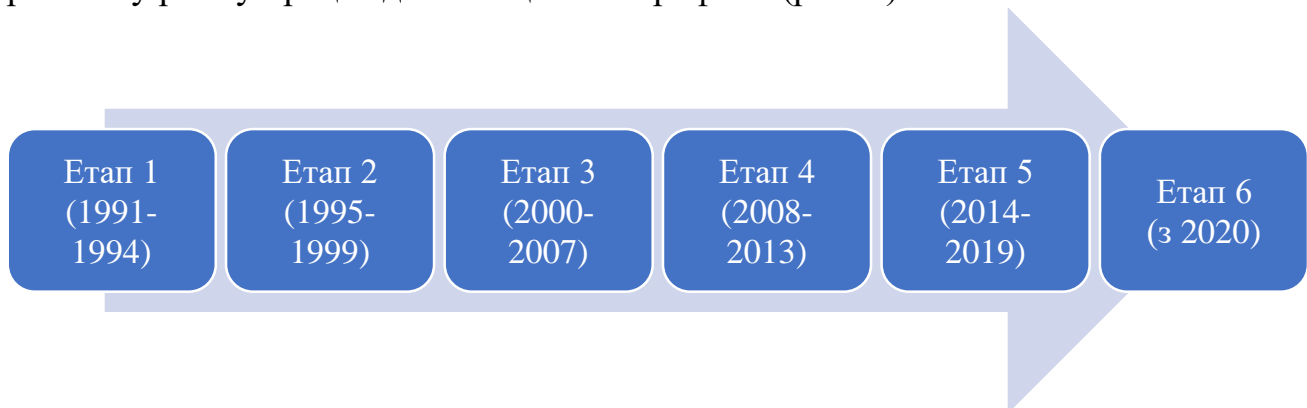 Етап 1
(1991-
1994)
Етап 2
(1995-
1999)
Етап 3
(2000-
2007)
Етап 4
(2008-
2013)
Етап 5
(2014-
2019)
Етап 6
(з 2020)